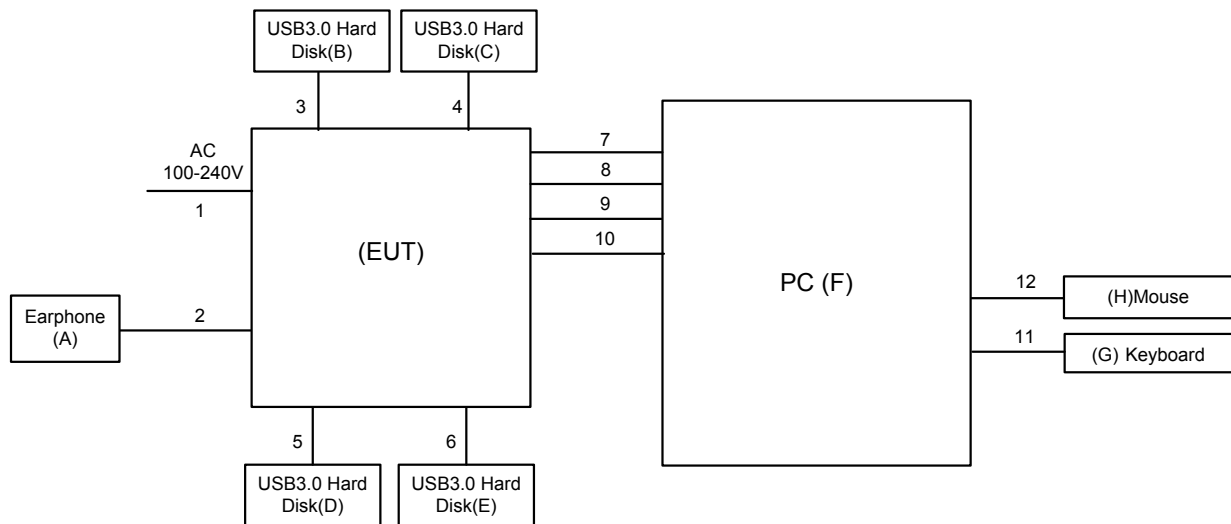 USB3.0 Hard
Disk(B)
USB3.0 Hard
Disk(C)
3
4
AC
100-240V
1
7
8
9
10
(EUT)
PC (F)
12
(H)Mouse
Earphone
(A)
2
11
(G) Keyboard
5
6
USB3.0 Hard
Disk(D)
USB3.0 Hard
Disk(E)